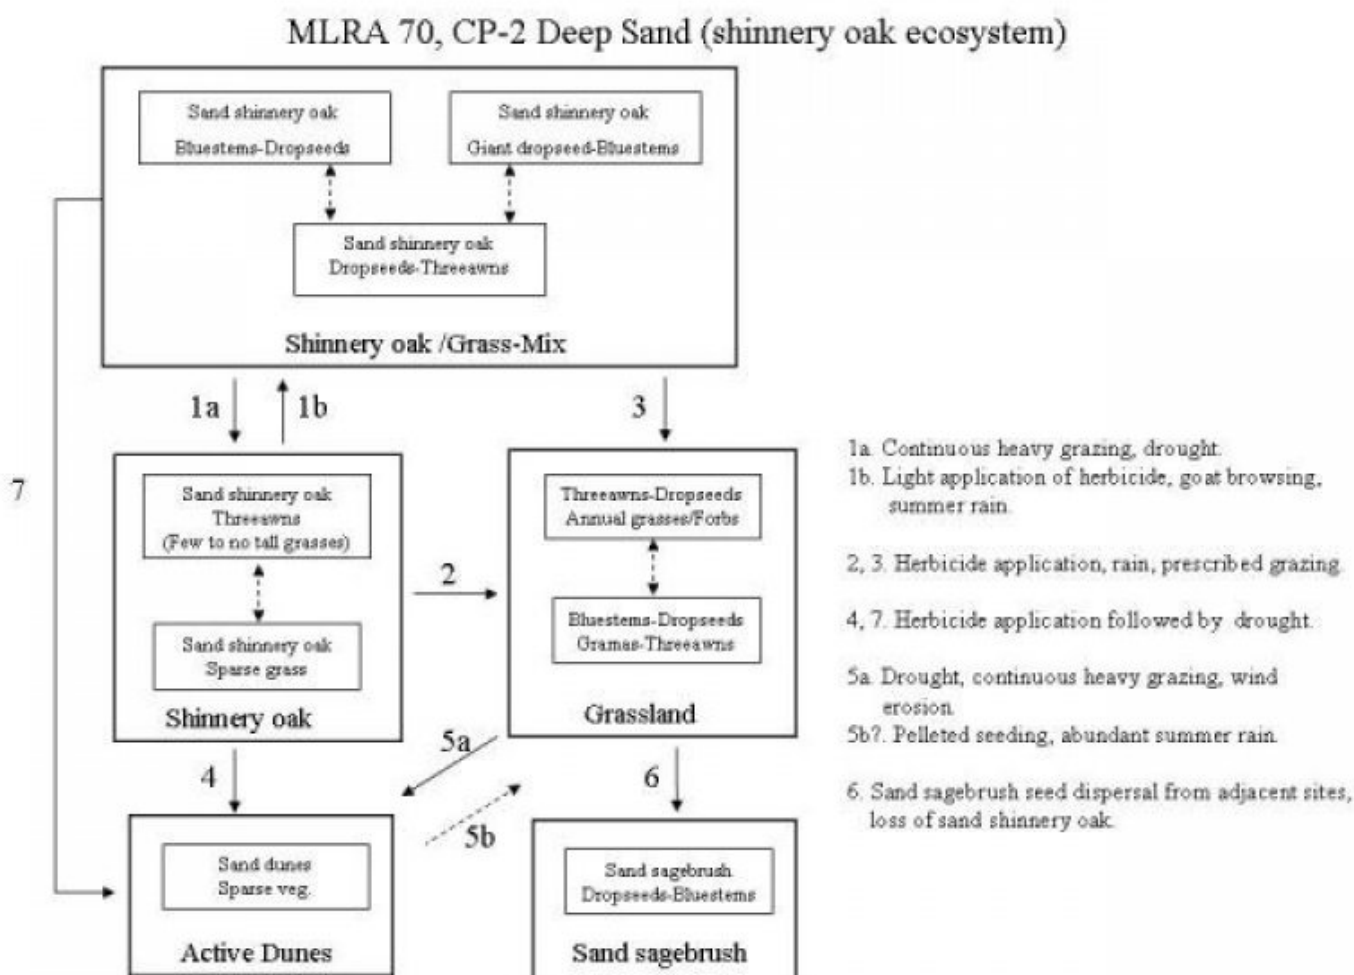 MLRA 70, CP-2 Deep Sand (shinnery oak ecosystem)
Sand shinnery oak
Bluestems-Dropseeds
Sand shinnery oak
Giant dropseed-Bluestems
Sand shinnery oak
Dropseeds-Threeawns
Shinnery oak /Grass-Mix
1a
1b
3
7
Sand shinnery oak
Threeawns
(Few to no tall grasses)
Sand shinnery oak
Sparse grass
Shinnery oak
2
Threeawns-Dropseeds
Annual grasses/Forbs
Bluestems-Dropseeds
Gramas-Threeawns
Grassland
4
5a
5b
6
Sand dunes
Sparse veg.
Active Dunes
Sand sagebrush
Dropseeds-Bluestems
Sand sagebrush
1a. Continuous heavy grazing, drought.
1b. Light application of herbicide, goat browsing,
summer rain.
2, 3. Herbicide application, rain, prescribed grazing.
4, 7. Herbicide application followed by drought.
5a. Drought, continuous heavy grazing, wind
erosion.
5b?. Pelleted seeding, abundant summer rain.
6. Sand sagebrush seed dispersal from adjacent sites,
loss of sand shinnery oak.